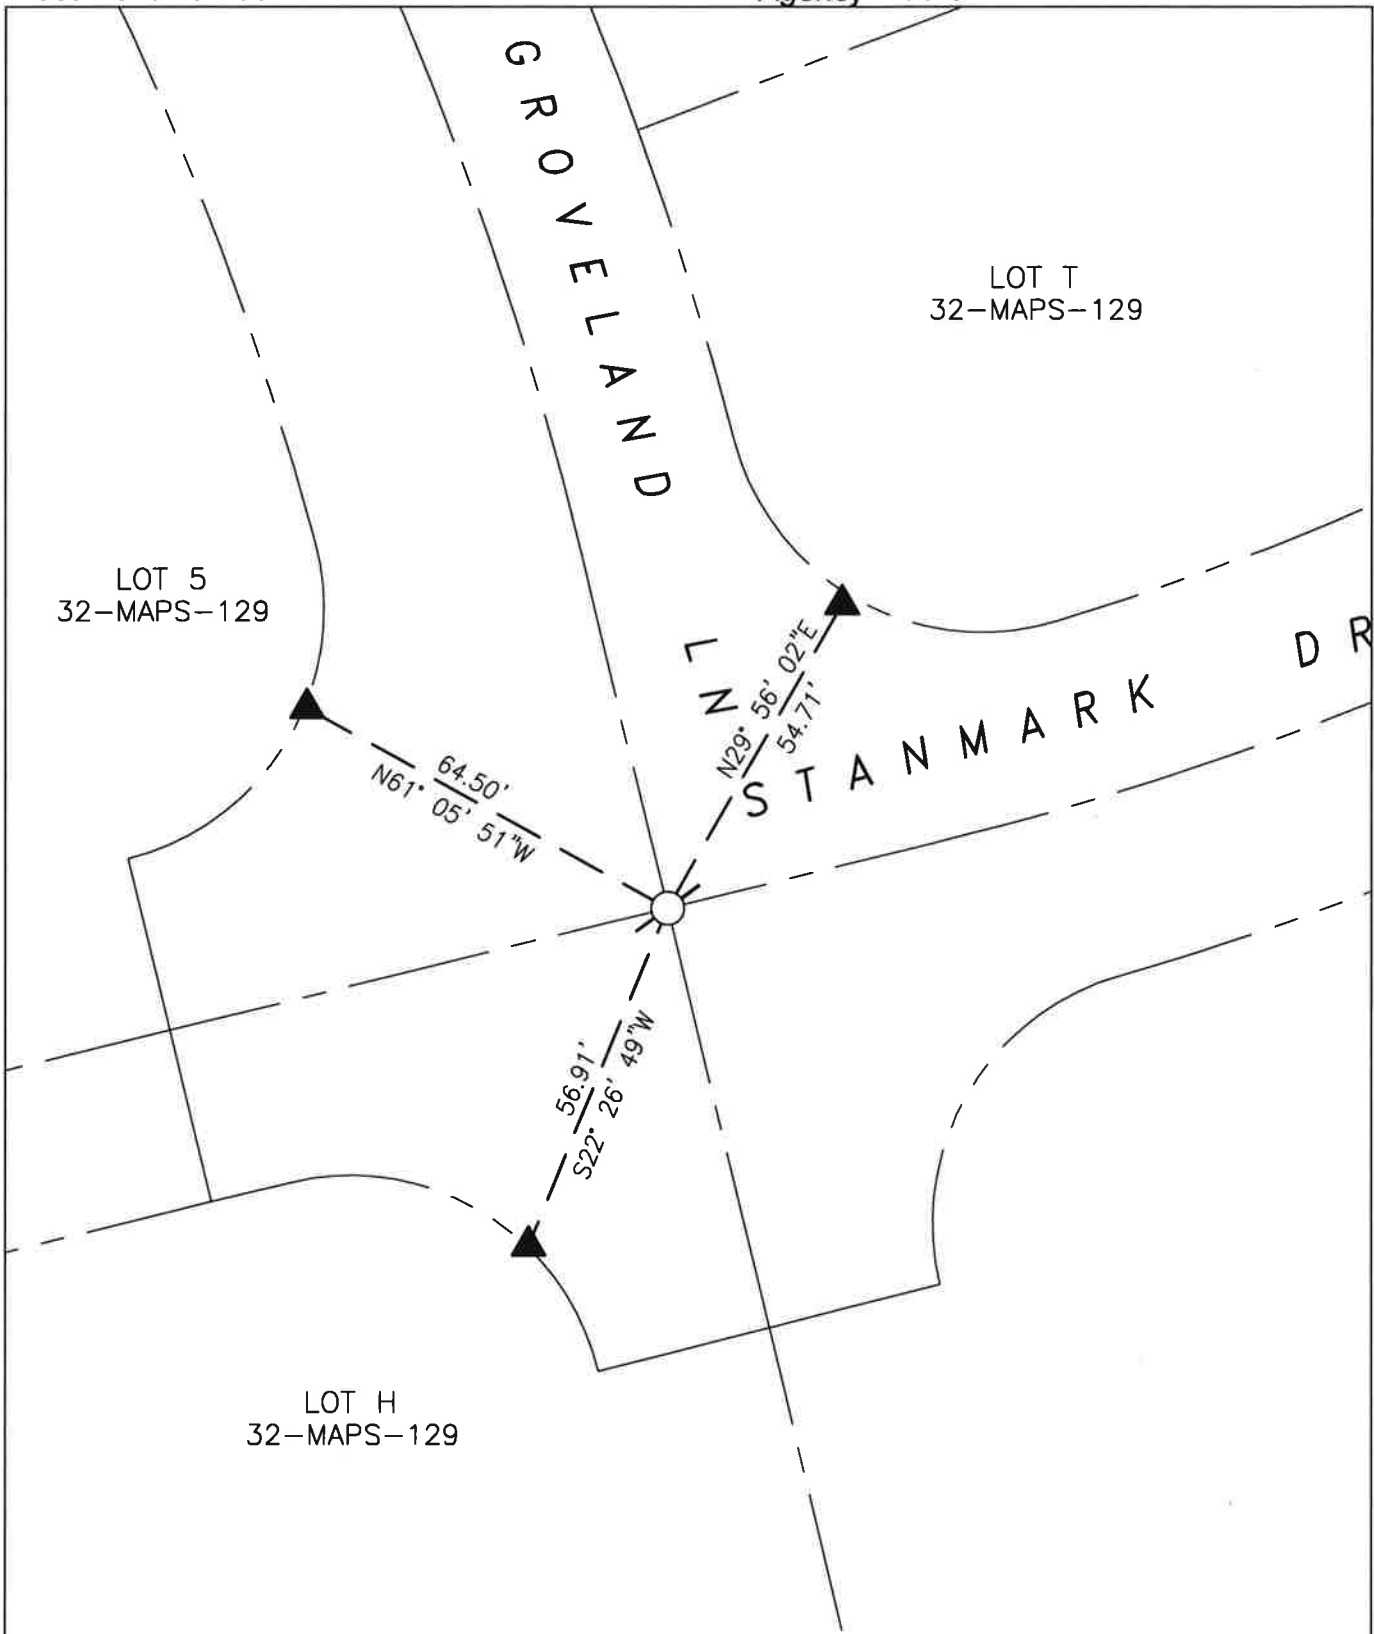 GROVELAND LN
LOT T
32-MAPS-129
LOT 5
32-MAPS-129
N29° 56' 02"E
54.71'
STANMARK DR
64.50'
N61° 05' 51"W
56.91'
S22° 26' 49"W
LOT H
32-MAPS-129